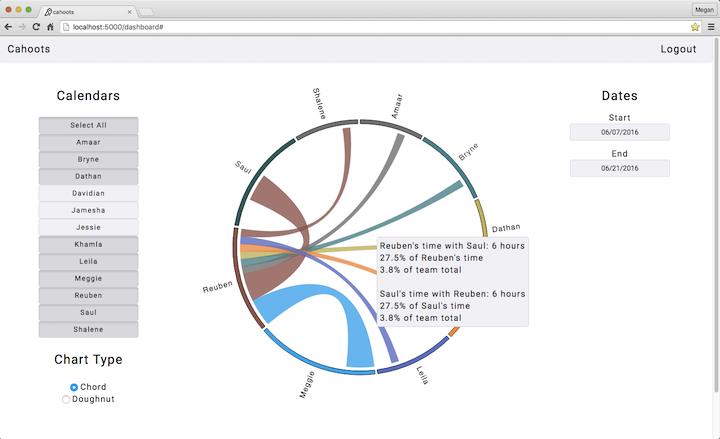 cahoots
Megan
localhost:5000/dashboard#
Cahoots
Logout
Calendars
Select All
Amaar
Bryne
Dathan
Davidian
Jamesha
Jessie
Khamla
Leila
Meggie
Reuben
Saul
Shalene
Chart Type
Chord
Doughnut
Shalene
Amaar
Bryne
Dathan
Saul
Reuben
Meggie
Leila
Reuben's time with Saul: 6 hours
27.5% of Reuben's time
3.8% of team total
Saul's time with Reuben: 6 hours
27.5% of Saul's time
3.8% of team total
Dates
Start
06/07/2016
End
06/21/2016